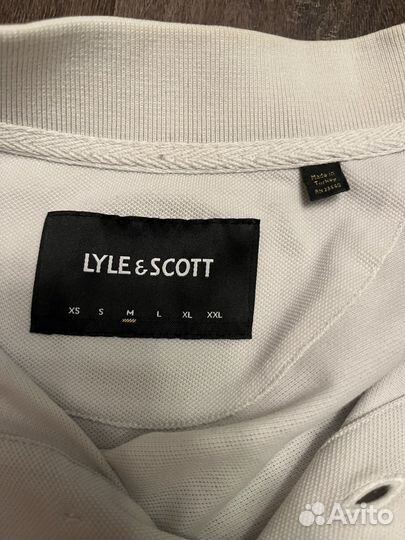 Made in
Turkey
LYLE & SCOTT
XS S M L XL XXL
Avito